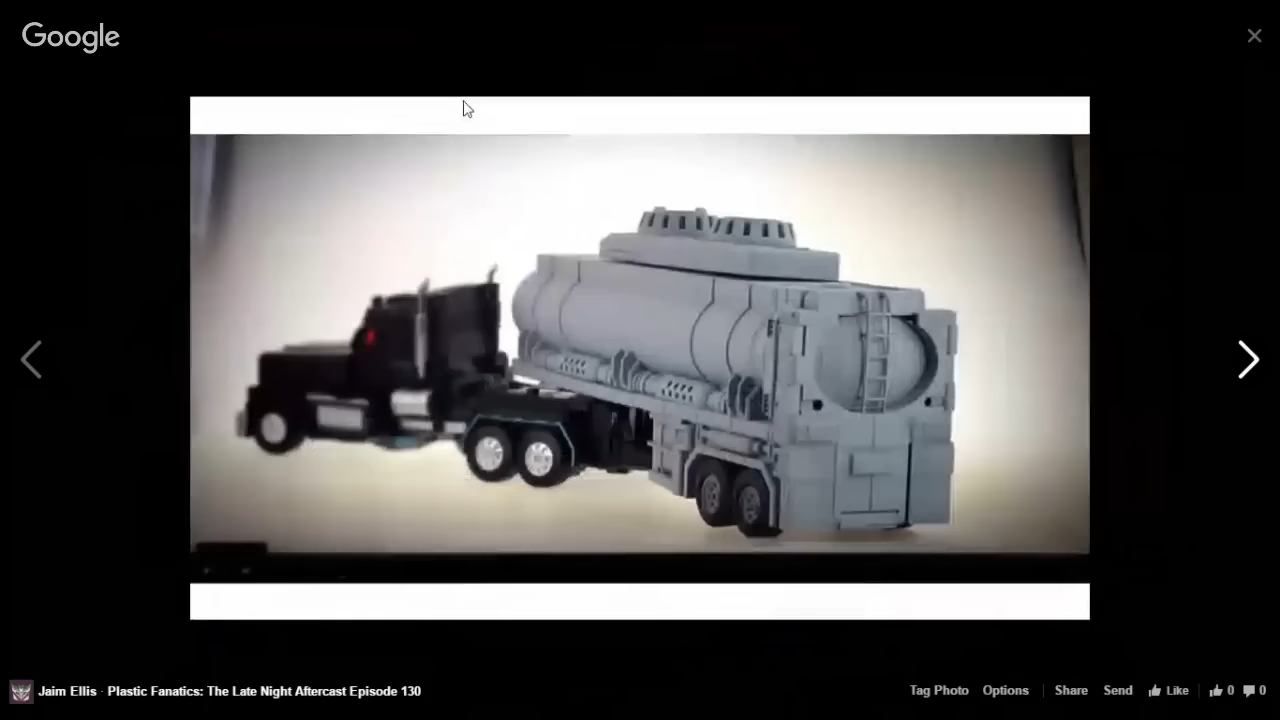 Google
Jaim Ellis · Plastic Fanatics: The Late Night Aftercast Episode 130
Tag Photo Options Share Send Like 0 0